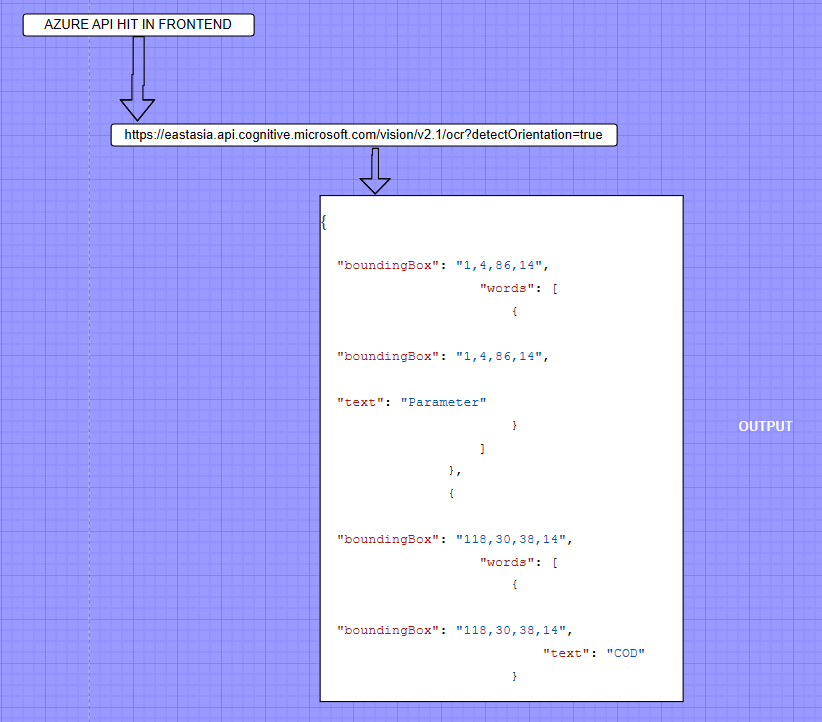 AZURE API HIT IN FRONTEND
https://eastasia.api.cognitive.microsoft.com/vision/v2.1/ocr?detectOrientation=true
{
"boundingBox": "1,4,86,14",
"words": [
{
"boundingBox": "1,4,86,14",
"text": "Parameter"
}
]
},
{
"boundingBox": "118,30,38,14",
"words": [
{
"boundingBox": "118,30,38,14",
"text": "COD"
}
OUTPUT